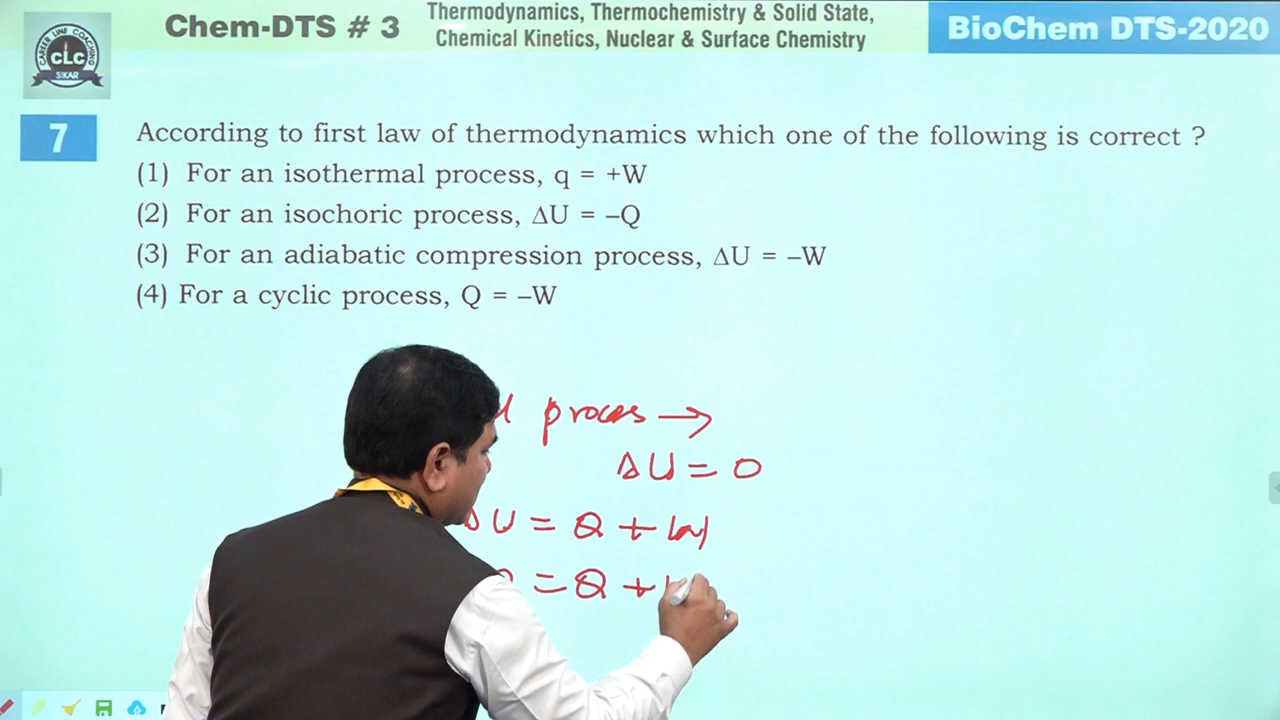 Chem-DTS # 3
Thermodynamics, Thermochemistry & Solid State,
Chemical Kinetics, Nuclear & Surface Chemistry
BioChem DTS-2020
CAREER LINE COACHING
CLC
SIKAR
7
According to first law of thermodynamics which one of the following is correct ?
(1) For an isothermal process, q = +W
(2) For an isochoric process, ΔU = –Q
(3) For an adiabatic compression process, ΔU = –W
(4) For a cyclic process, Q = –W
process →
ΔU = 0
ΔU = Q + W
= Q +